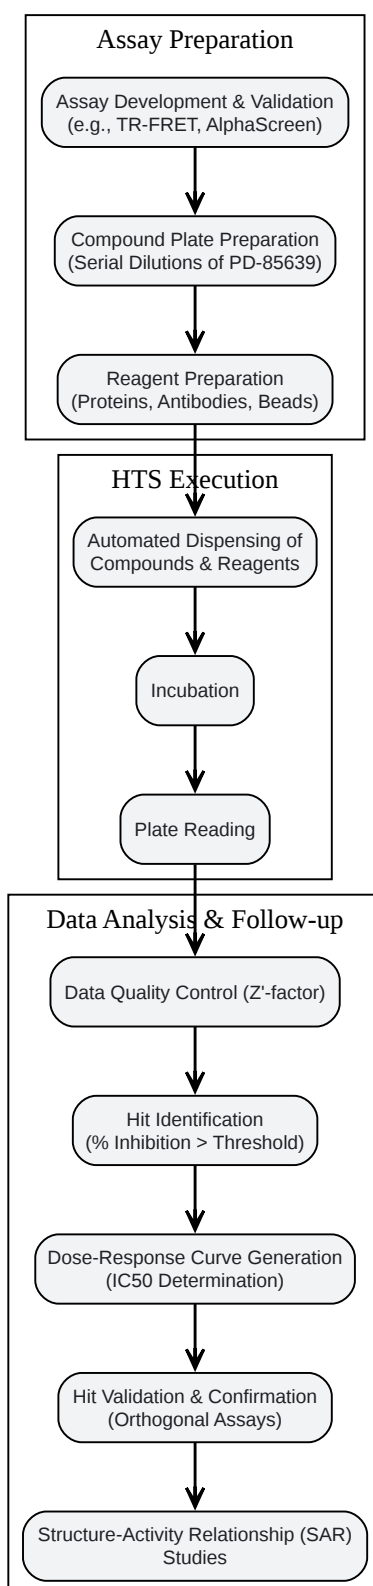 Assay Preparation
Assay Development & Validation
(e.g., TR-FRET, AlphaScreen)
Compound Plate Preparation
(Serial Dilutions of PD-85639)
Reagent Preparation
(Proteins, Antibodies, Beads)
HTS Execution
Automated Dispensing of
Compounds & Reagents
Incubation
Plate Reading
Data Analysis & Follow-up
Data Quality Control (Z'-factor)
Hit Identification
(% Inhibition > Threshold)
Dose-Response Curve Generation
(IC50 Determination)
Hit Validation & Confirmation
(Orthogonal Assays)
Structure-Activity Relationship (SAR)
Studies